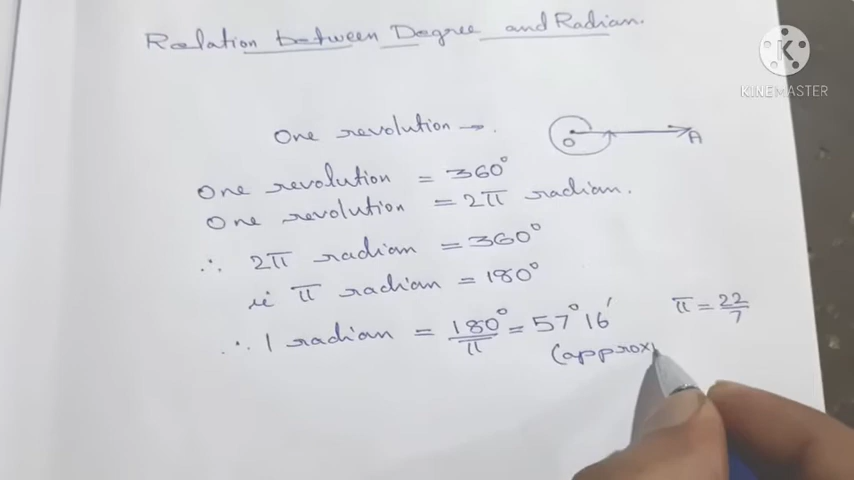 Relation between Degree and Radian.
K
KINEMASTER
One revolution →.
O A
One revolution = 360°
One revolution = 2π radian.
∴ 2π radian = 360°
ie π radian = 180°
∴ 1 radian = 180°/π = 57° 16′ π = 22/7
(approx)